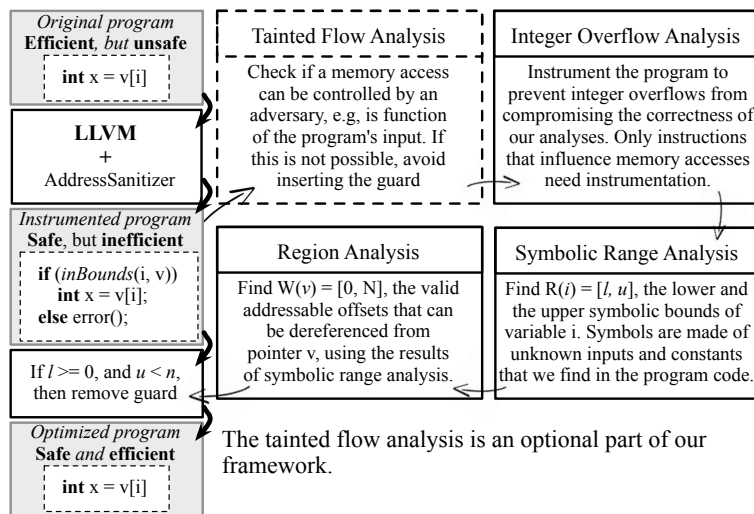 Original program
Efficient, but unsafe
int x = v[i]
LLVM
+
AddressSanitizer
Instrumented program
Safe, but inefficient
if (inBounds(i, v))
int x = v[i];
else error();
If l >= 0, and u < n,
then remove guard
Optimized program
Safe and efficient
int x = v[i]
Tainted Flow Analysis
Check if a memory access
can be controlled by an
adversary, e.g, is function
of the program's input. If
this is not possible, avoid
inserting the guard
Integer Overflow Analysis
Instrument the program to
prevent integer overflows from
compromising the correctness of
our analyses. Only instructions
that influence memory accesses
need instrumentation.
Symbolic Range Analysis
Find R(i) = [l, u], the lower and
the upper symbolic bounds of
variable i. Symbols are made of
unknown inputs and constants
that we find in the program code.
Region Analysis
Find W(v) = [0, N], the valid
addressable offsets that can
be dereferenced from
pointer v, using the results
of symbolic range analysis.
The tainted flow analysis is an optional part of our
framework.